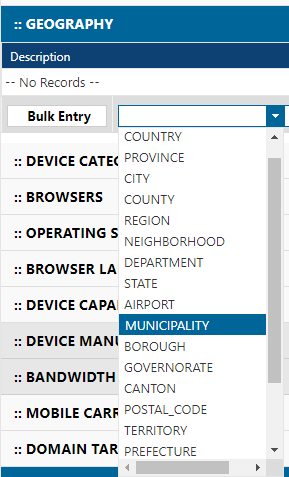 :: GEOGRAPHY
Description
-- No Records --
Bulk Entry
COUNTRY
PROVINCE
CITY
COUNTY
REGION
NEIGHBORHOOD
DEPARTMENT
STATE
AIRPORT
MUNICIPALITY
BOROUGH
GOVERNORATE
CANTON
POSTAL_CODE
TERRITORY
PREFECTURE
:: DEVICE CATEG
:: BROWSERS
:: OPERATING S
:: BROWSER LA
:: DEVICE CAPA
:: DEVICE MANU
:: BANDWIDTH
:: MOBILE CARR
:: DOMAIN TAR